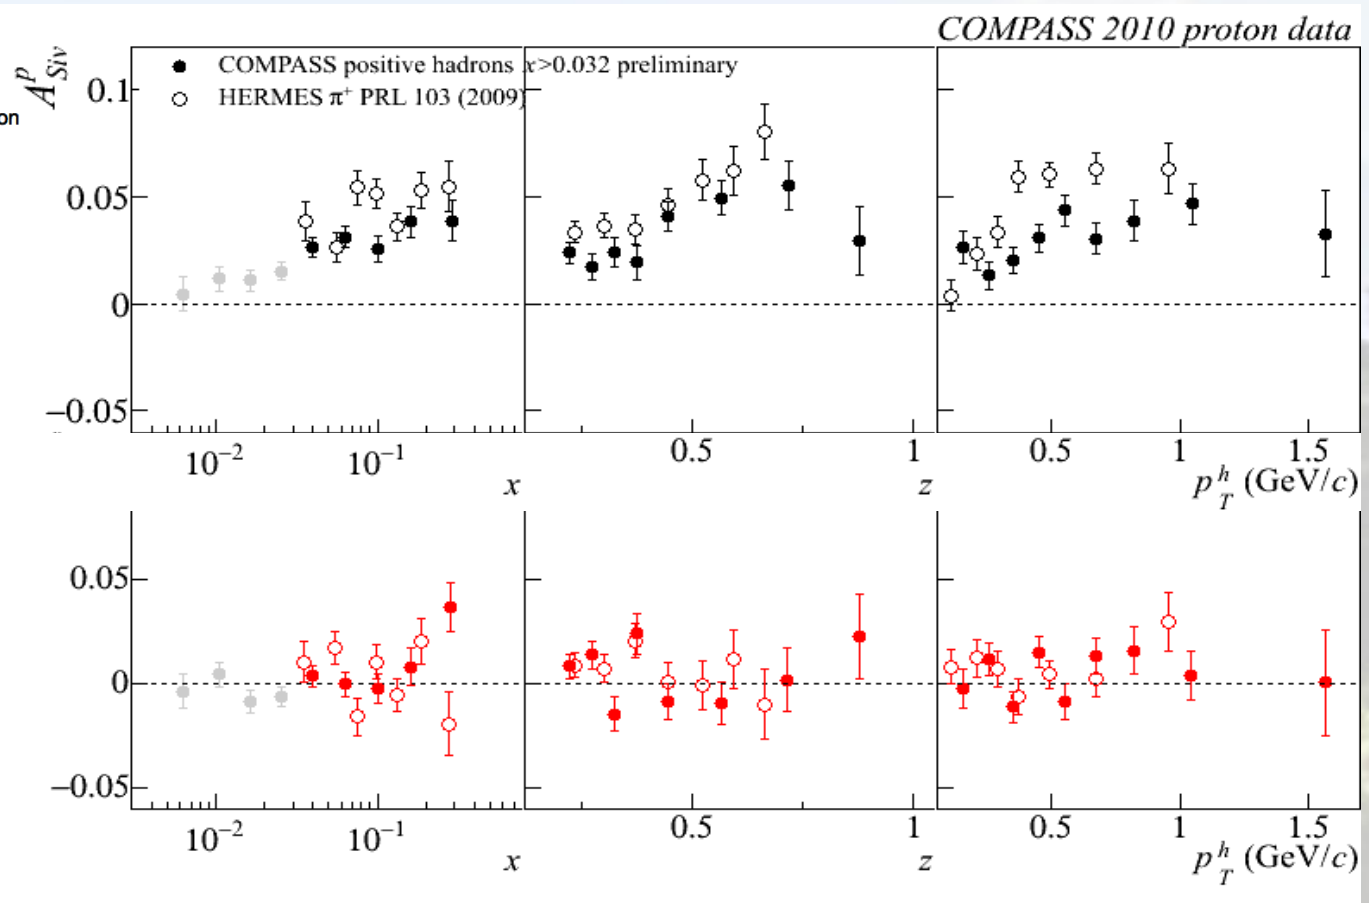 COMPASS 2010 proton data
on
A^p_Siv
COMPASS positive hadrons x>0.032 preliminary
HERMES π⁺ PRL 103 (2009)
0.1
0.05
0
−0.05
10⁻² 10⁻¹ 0.5 1 0.5 1 1.5
x z p_T^h (GeV/c)
0.05
0
−0.05
10⁻² 10⁻¹ 0.5 1 0.5 1 1.5
x z p_T^h (GeV/c)